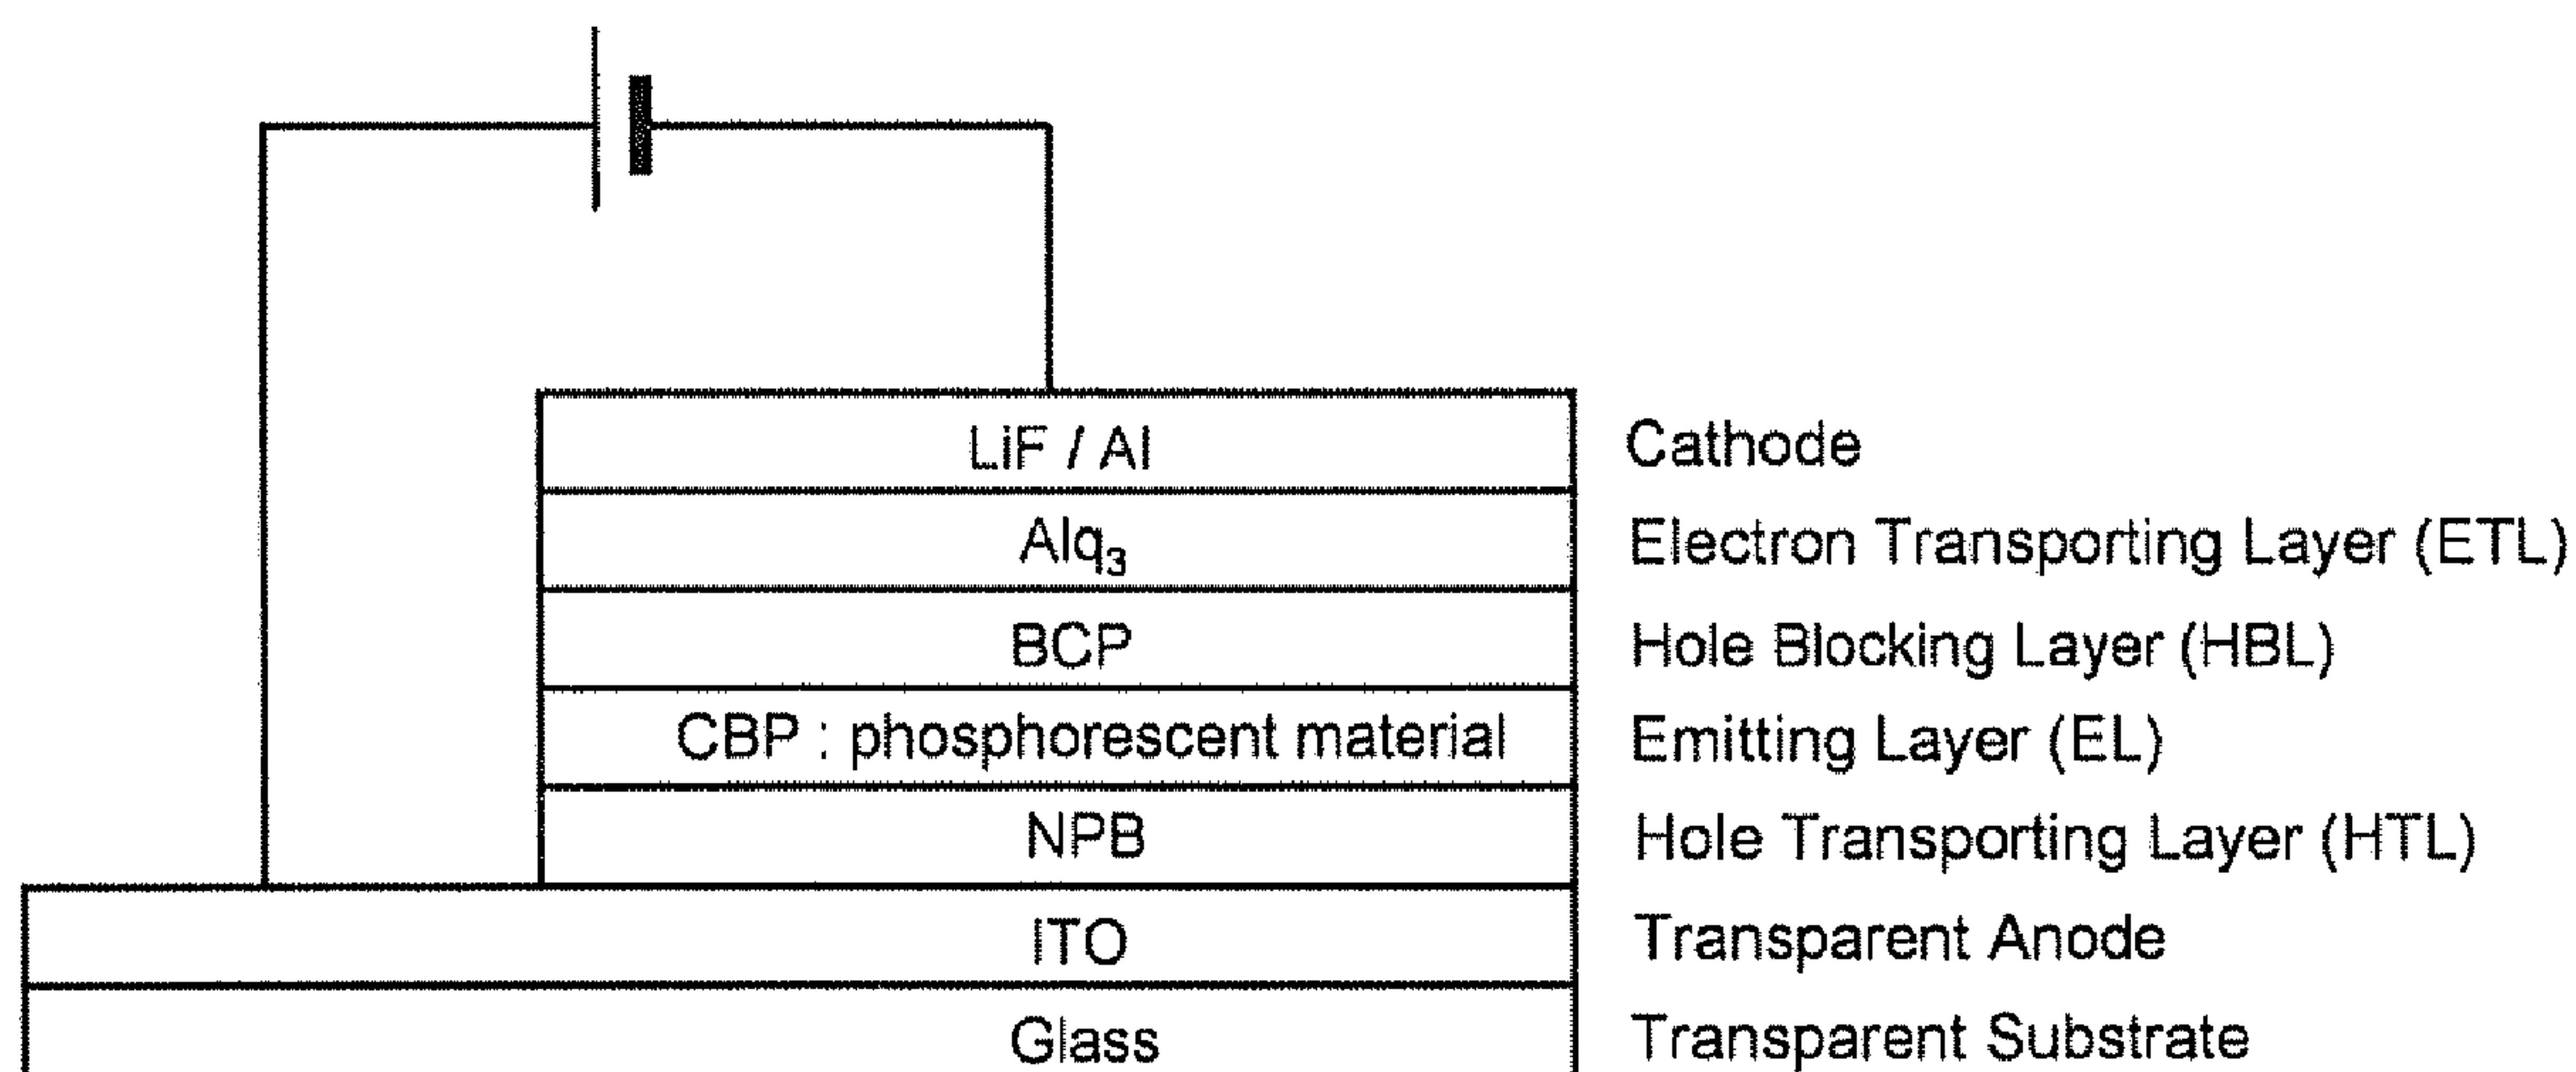 LiF / Al Cathode
Alq₃ Electron Transporting Layer (ETL)
BCP Hole Blocking Layer (HBL)
CBP : phosphorescent material Emitting Layer (EL)
NPB Hole Transporting Layer (HTL)
ITO Transparent Anode
Glass Transparent Substrate